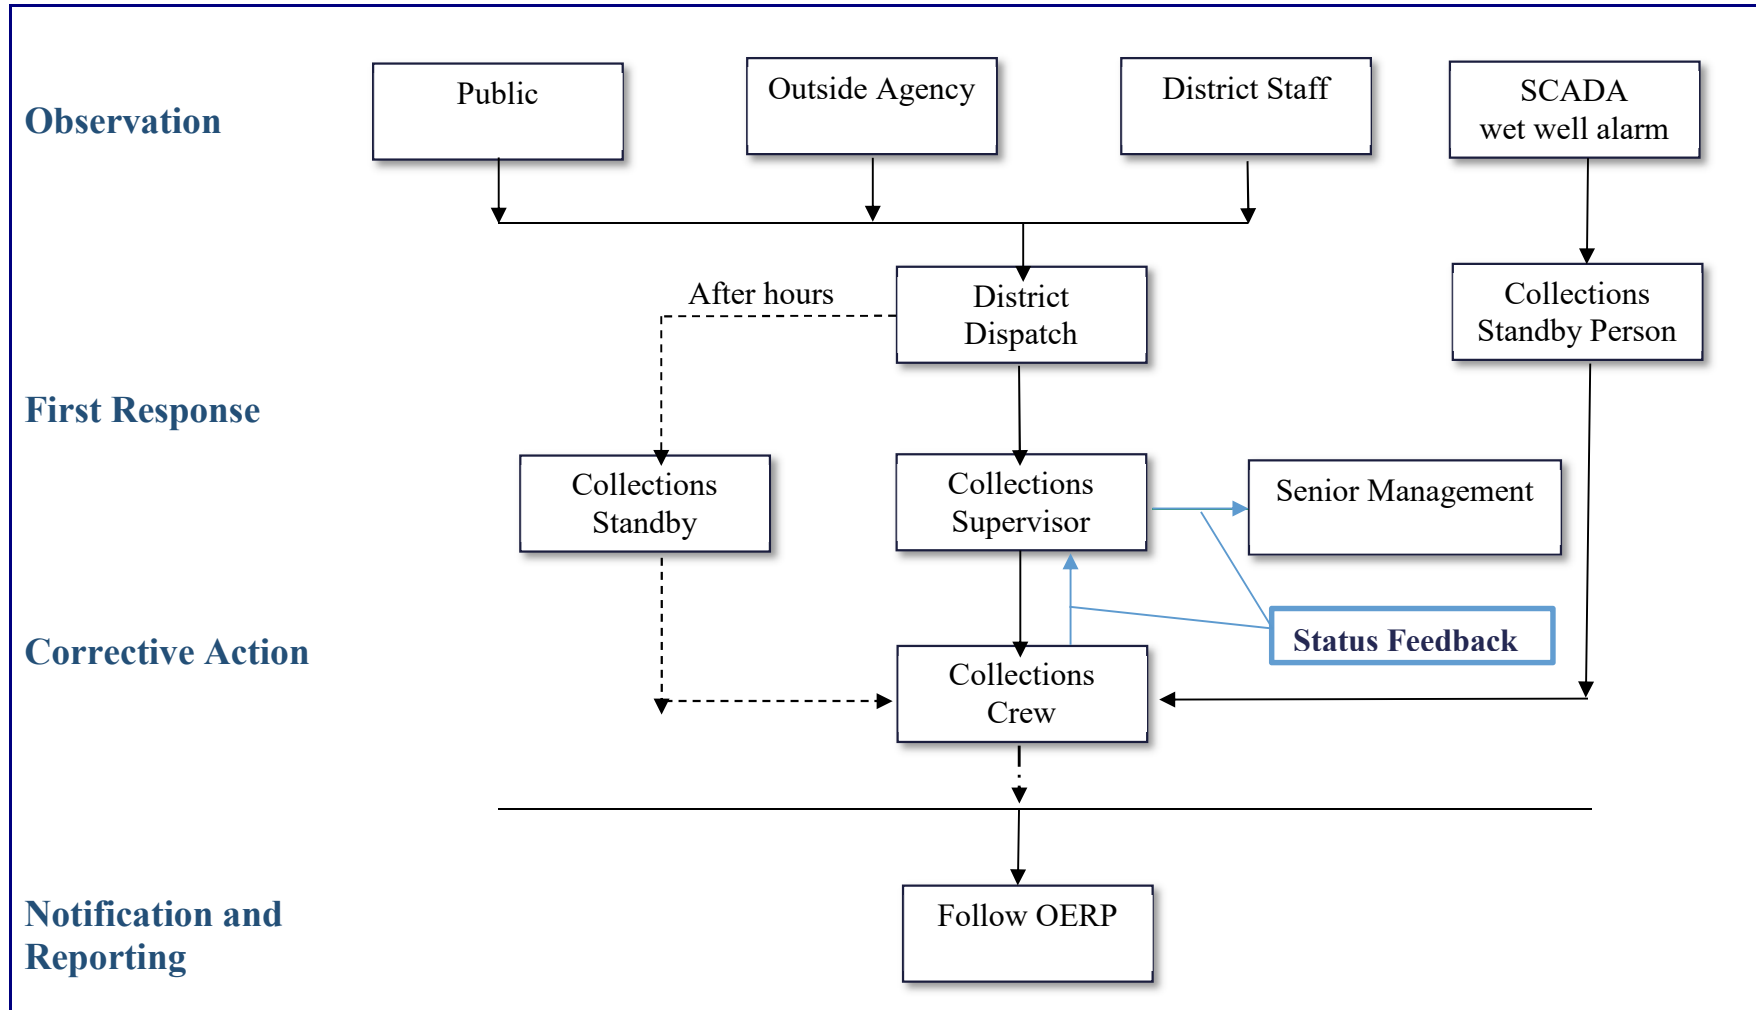 Observation
Public
Outside Agency
District Staff
SCADA
wet well alarm
After hours
District
Dispatch
Collections
Standby Person
First Response
Collections
Standby
Collections
Supervisor
Senior Management
Corrective Action
Status Feedback
Collections
Crew
Notification and
Reporting
Follow OERP